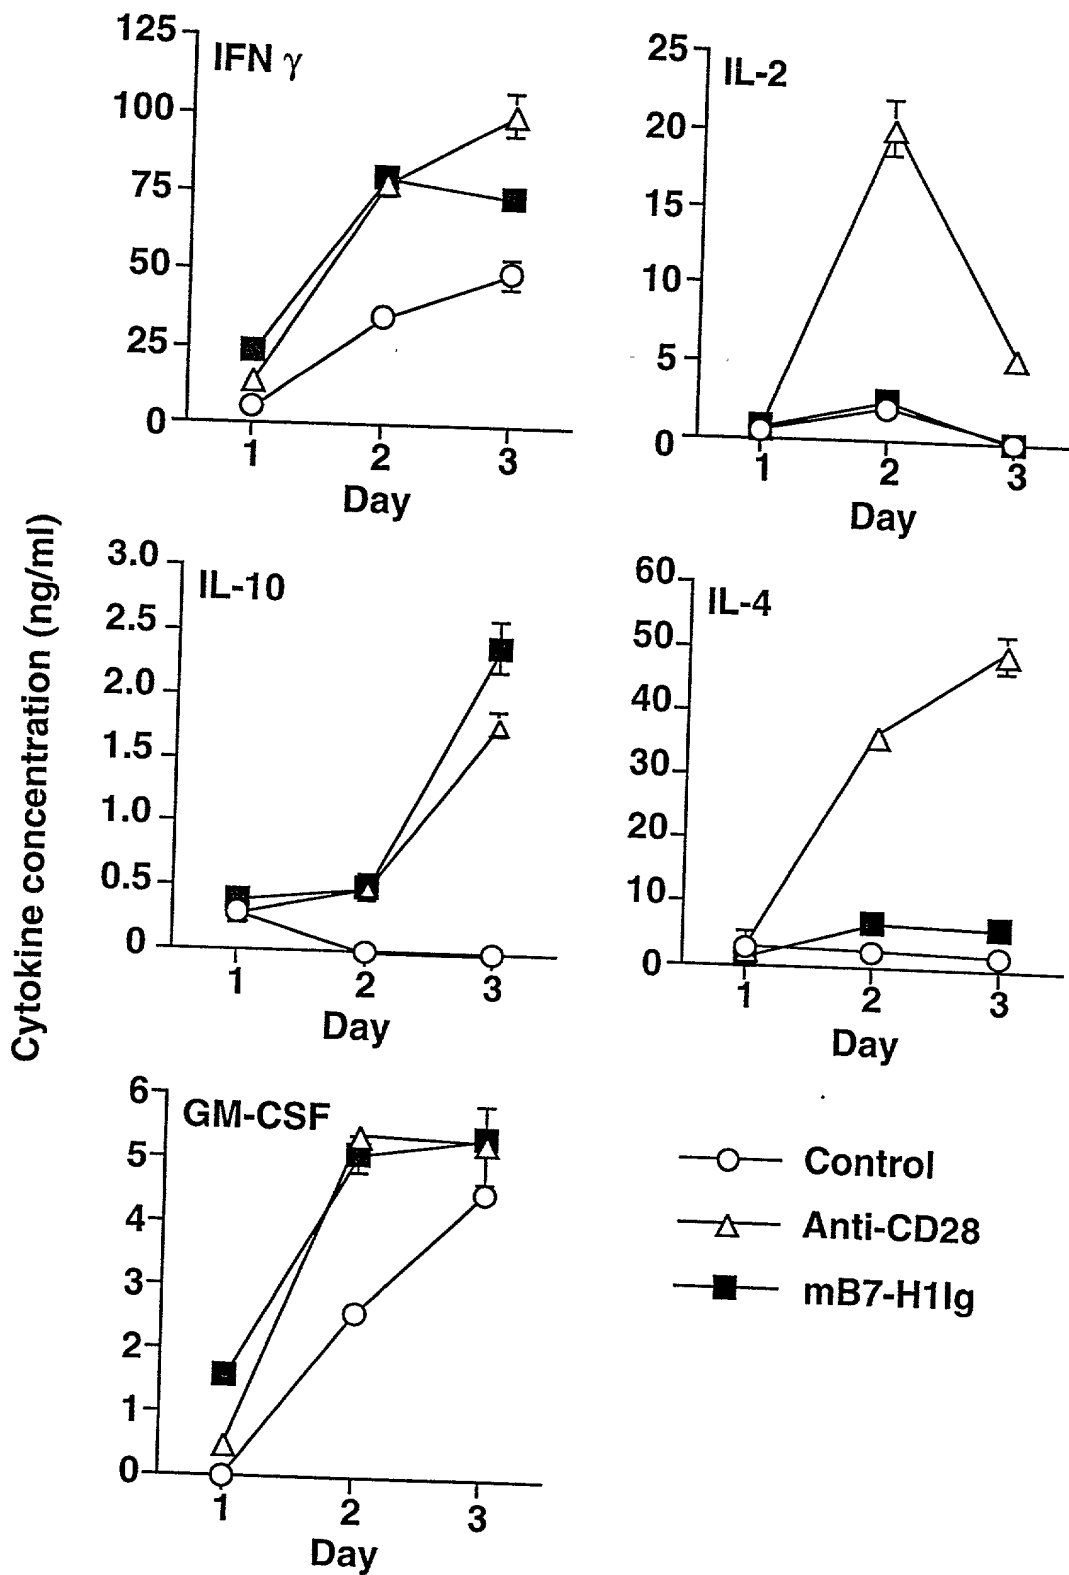 Cytokine concentration (ng/ml)
IFN γ
125
100
75
50
25
0
1 2 3
Day
IL-2
25
20
15
10
5
0
1 2 3
Day
IL-10
3.0
2.5
2.0
1.5
1.0
0.5
0
1 2 3
Day
IL-4
60
50
40
30
20
10
0
1 2 3
Day
GM-CSF
6
5
4
3
2
1
0
1 2 3
Day
Control
Anti-CD28
mB7-H1Ig